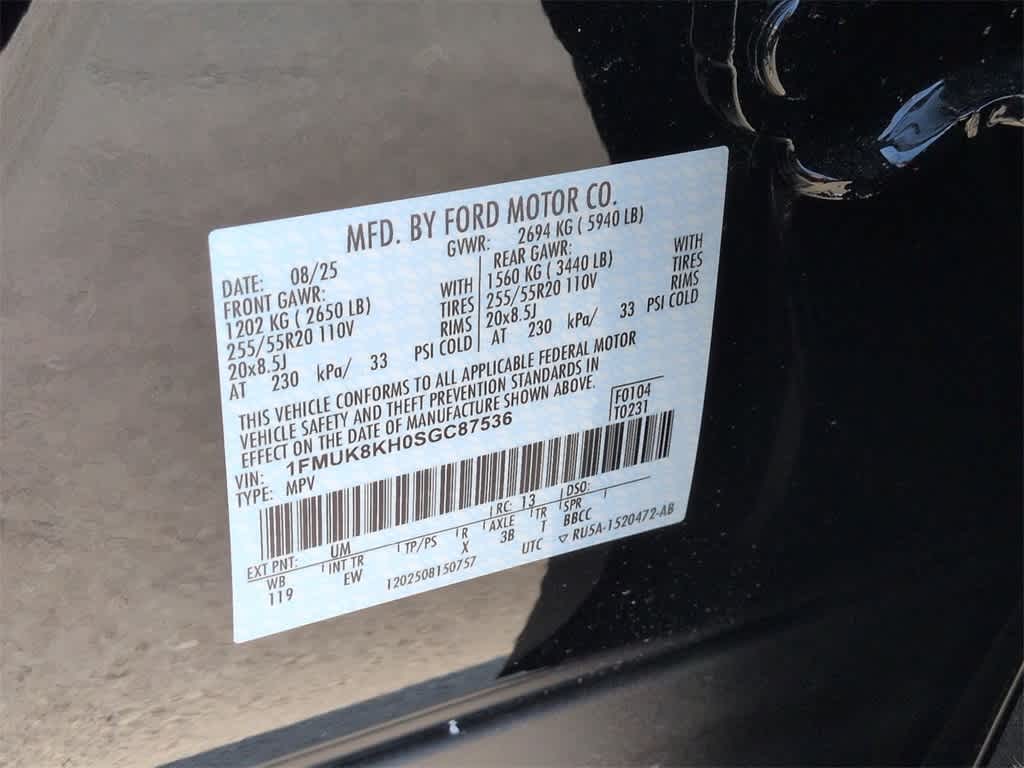 MFD. BY FORD MOTOR CO.
DATE: 08/25 GVWR: 2694 KG ( 5940 LB)
FRONT GAWR: WITH REAR GAWR: WITH
1202 KG ( 2650 LB) TIRES 1560 KG ( 3440 LB) TIRES
255/55R20 110V RIMS 255/55R20 110V RIMS
20x8.5J PSI COLD 20x8.5J PSI COLD
AT 230 kPa/ 33 AT 230 kPa/ 33
THIS VEHICLE CONFORMS TO ALL APPLICABLE FEDERAL MOTOR
VEHICLE SAFETY AND THEFT PREVENTION STANDARDS IN
EFFECT ON THE DATE OF MANUFACTURE SHOWN ABOVE.
VIN: 1FMUK8KH0SGC87536 F0104
TYPE: MPV T0231
EXT PNT: UM RC: 13 DSO:
WB INT TR TP/PS R AXLE TR SPR
119 EW X 3B 1 BBCC
1202508150757 UTC ▽ RU5A-1520472-AB